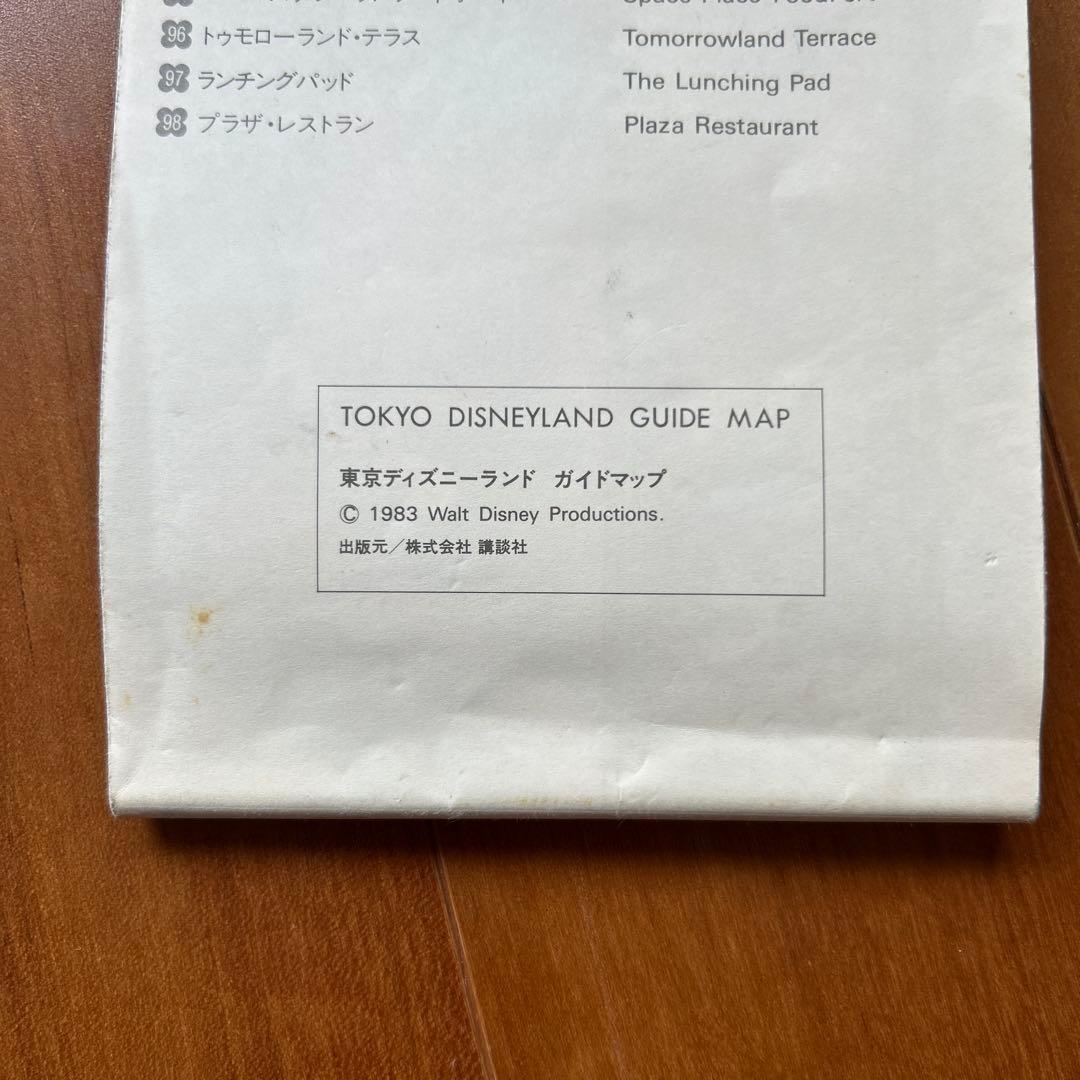 96 トゥモローランド・テラス Tomorrowland Terrace
97 ランチングパッド The Lunching Pad
98 プラザ・レストラン Plaza Restaurant
TOKYO DISNEYLAND GUIDE MAP
東京ディズニーランド ガイドマップ
© 1983 Walt Disney Productions.
出版元／株式会社 講談社